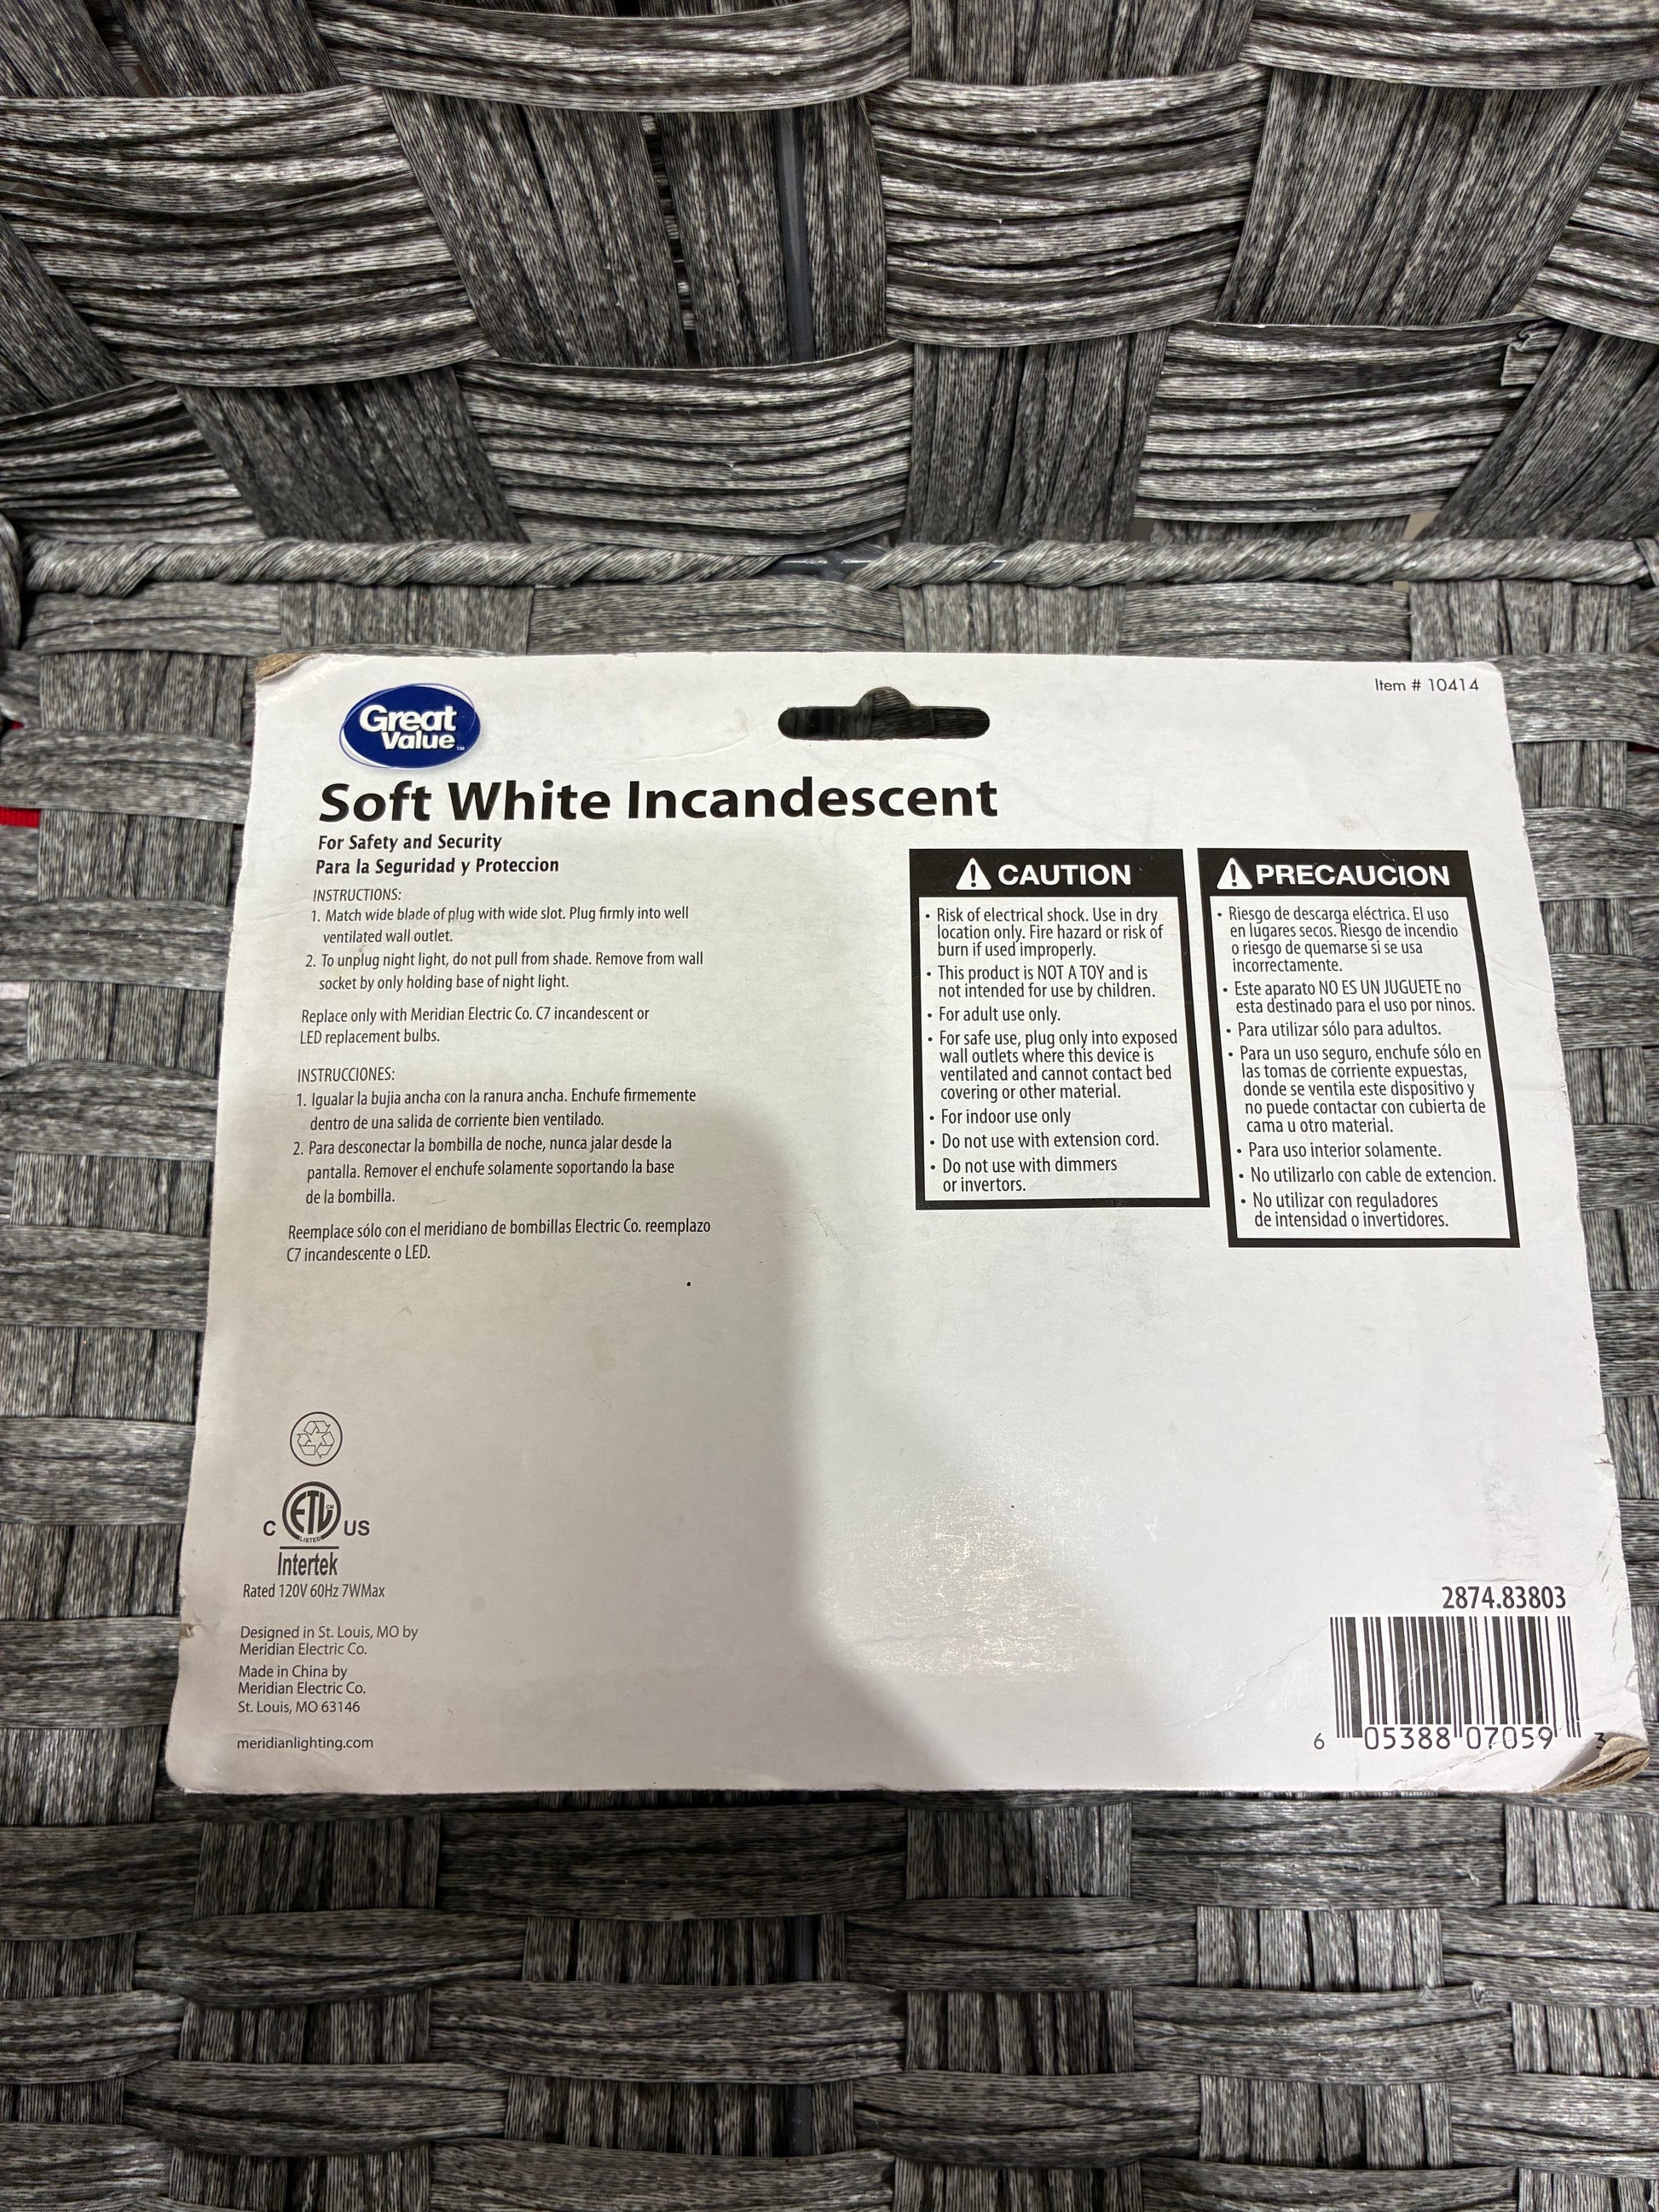 Item # 10414
Great
Value™
Soft White Incandescent
For Safety and Security
Para la Seguridad y Proteccion
INSTRUCTIONS:
1. Match wide blade of plug with wide slot. Plug firmly into well
ventilated wall outlet.
2. To unplug night light, do not pull from shade. Remove from wall
socket by only holding base of night light.
Replace only with Meridian Electric Co. C7 incandescent or
LED replacement bulbs.
INSTRUCCIONES:
1. Igualar la bujia ancha con la ranura ancha. Enchufe firmemente
dentro de una salida de corriente bien ventilado.
2. Para desconectar la bombilla de noche, nunca jalar desde la
pantalla. Remover el enchufe solamente soportando la base
de la bombilla.
Reemplace sólo con el meridiano de bombillas Electric Co. reemplazo
C7 incandescente o LED.
CAUTION
• Risk of electrical shock. Use in dry
location only. Fire hazard or risk of
burn if used improperly.
• This product is NOT A TOY and is
not intended for use by children.
• For adult use only.
• For safe use, plug only into exposed
wall outlets where this device is
ventilated and cannot contact bed
covering or other material.
• For indoor use only
• Do not use with extension cord.
• Do not use with dimmers
or invertors.
PRECAUCION
• Riesgo de descarga eléctrica. El uso
en lugares secos. Riesgo de incendio
o riesgo de quemarse si se usa
incorrectamente.
• Este aparato NO ES UN JUGUETE no
esta destinado para el uso por ninos.
• Para utilizar sólo para adultos.
• Para un uso seguro, enchufe sólo en
las tomas de corriente expuestas,
donde se ventila este dispositivo y
no puede contactar con cubierta de
cama u otro material.
• Para uso interior solamente.
• No utilizarlo con cable de extencion.
• No utilizar con reguladores
de intensidad o invertidores.
C ETL CM US
LISTED
Intertek
Rated 120V 60Hz 7WMax
Designed in St. Louis, MO by
Meridian Electric Co.
Made in China by
Meridian Electric Co.
St. Louis, MO 63146
meridianlighting.com
2874.83803
6 05388 07059 3